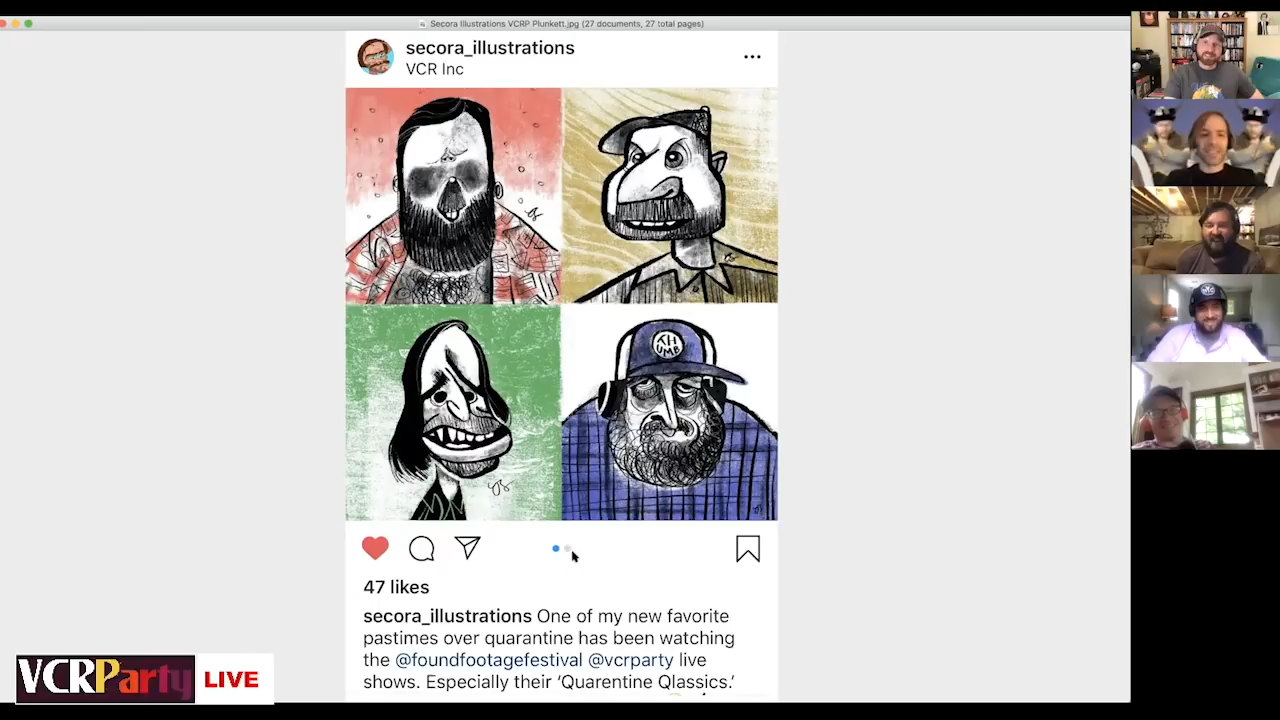 Secora Illustrations VCRP Plunkett.jpg (27 documents, 27 total pages)
secora_illustrations
VCR Inc
TH
UMB
47 likes
secora_illustrations One of my new favorite
pastimes over quarantine has been watching
the @foundfootagefestival @vcrparty live
shows. Especially their ‘Quarentine Qlassics.’
VCRParty LIVE